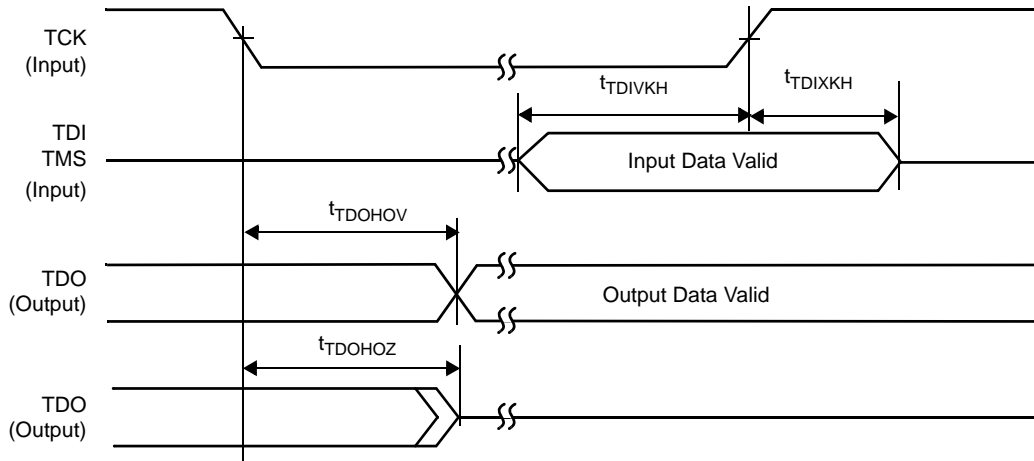 TCK
(Input)
tTDIVKH
tTDIXKH
TDI
TMS
(Input)
Input Data Valid
tTDOHOV
TDO
(Output)
Output Data Valid
tTDOHOZ
TDO
(Output)